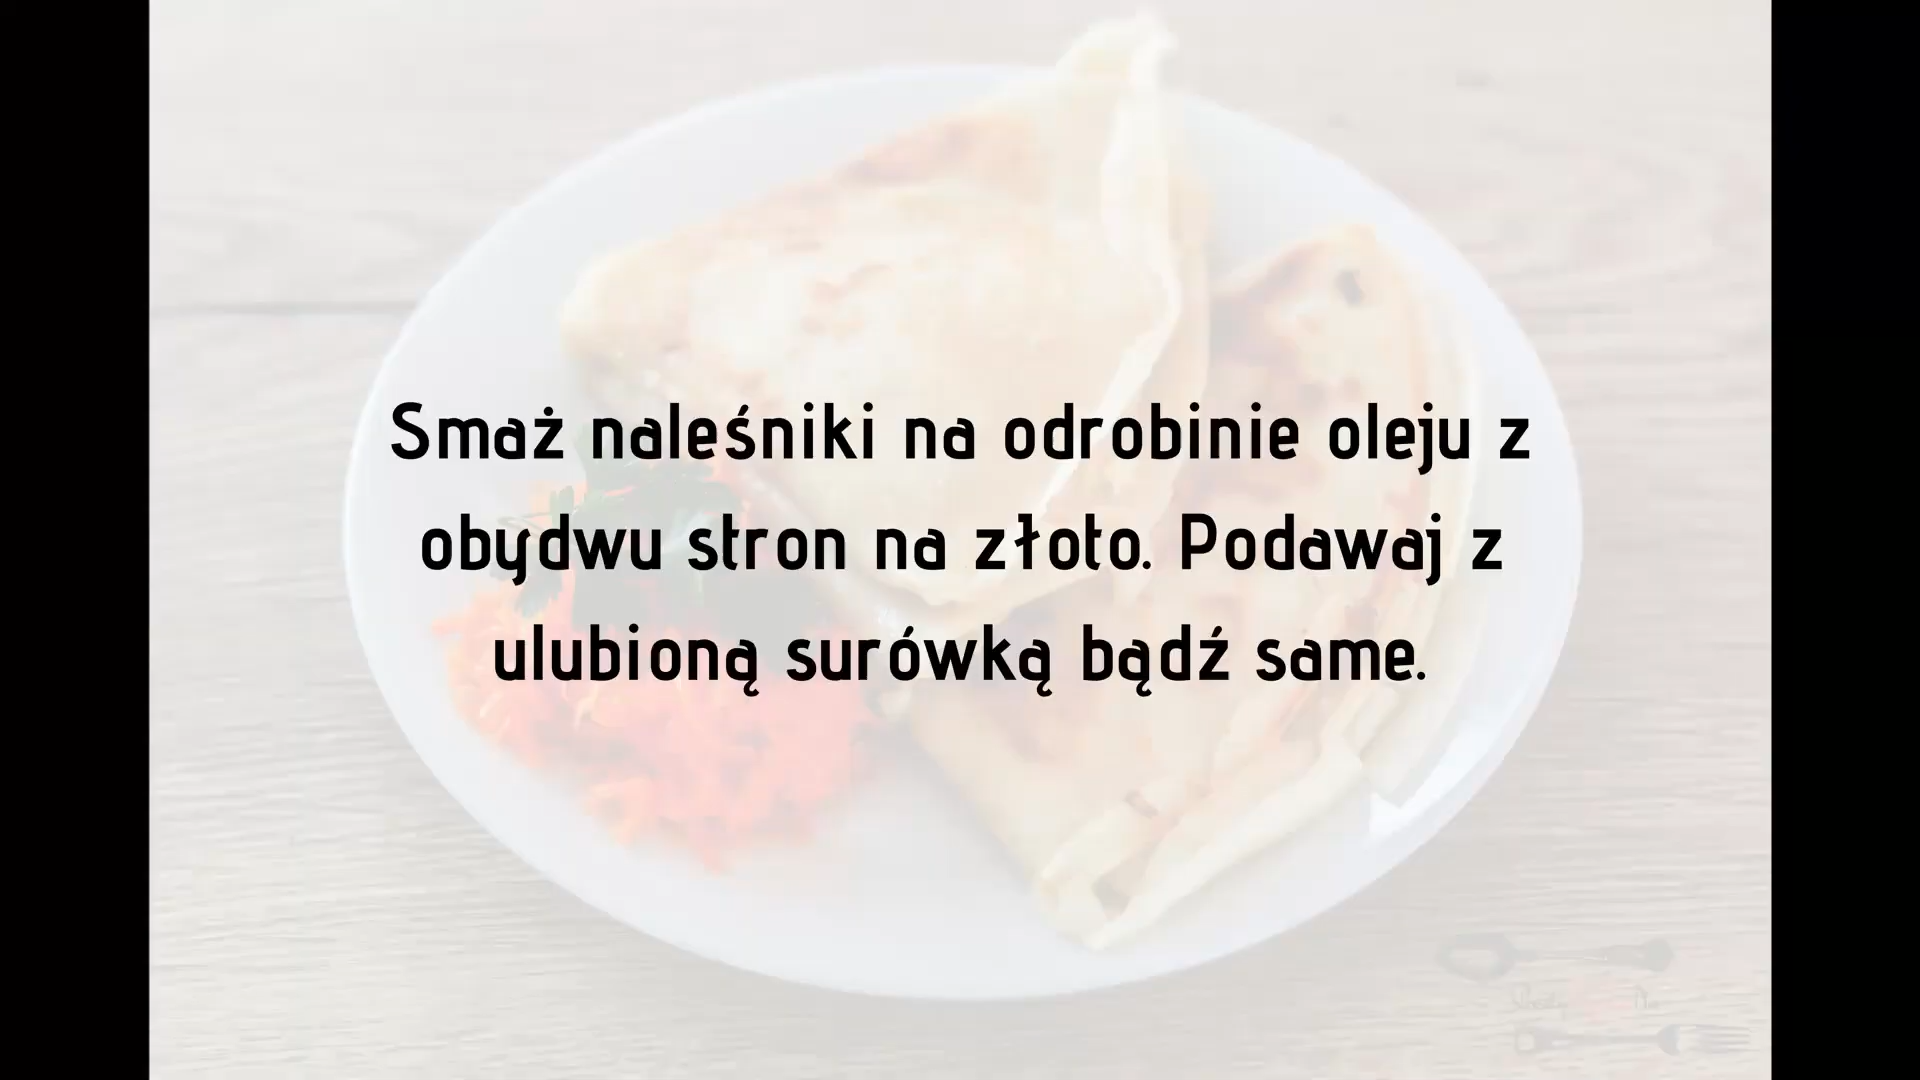 Smaż naleśniki na odrobinie oleju z
obydwu stron na złoto. Podawaj z
ulubioną surówką bądź same.